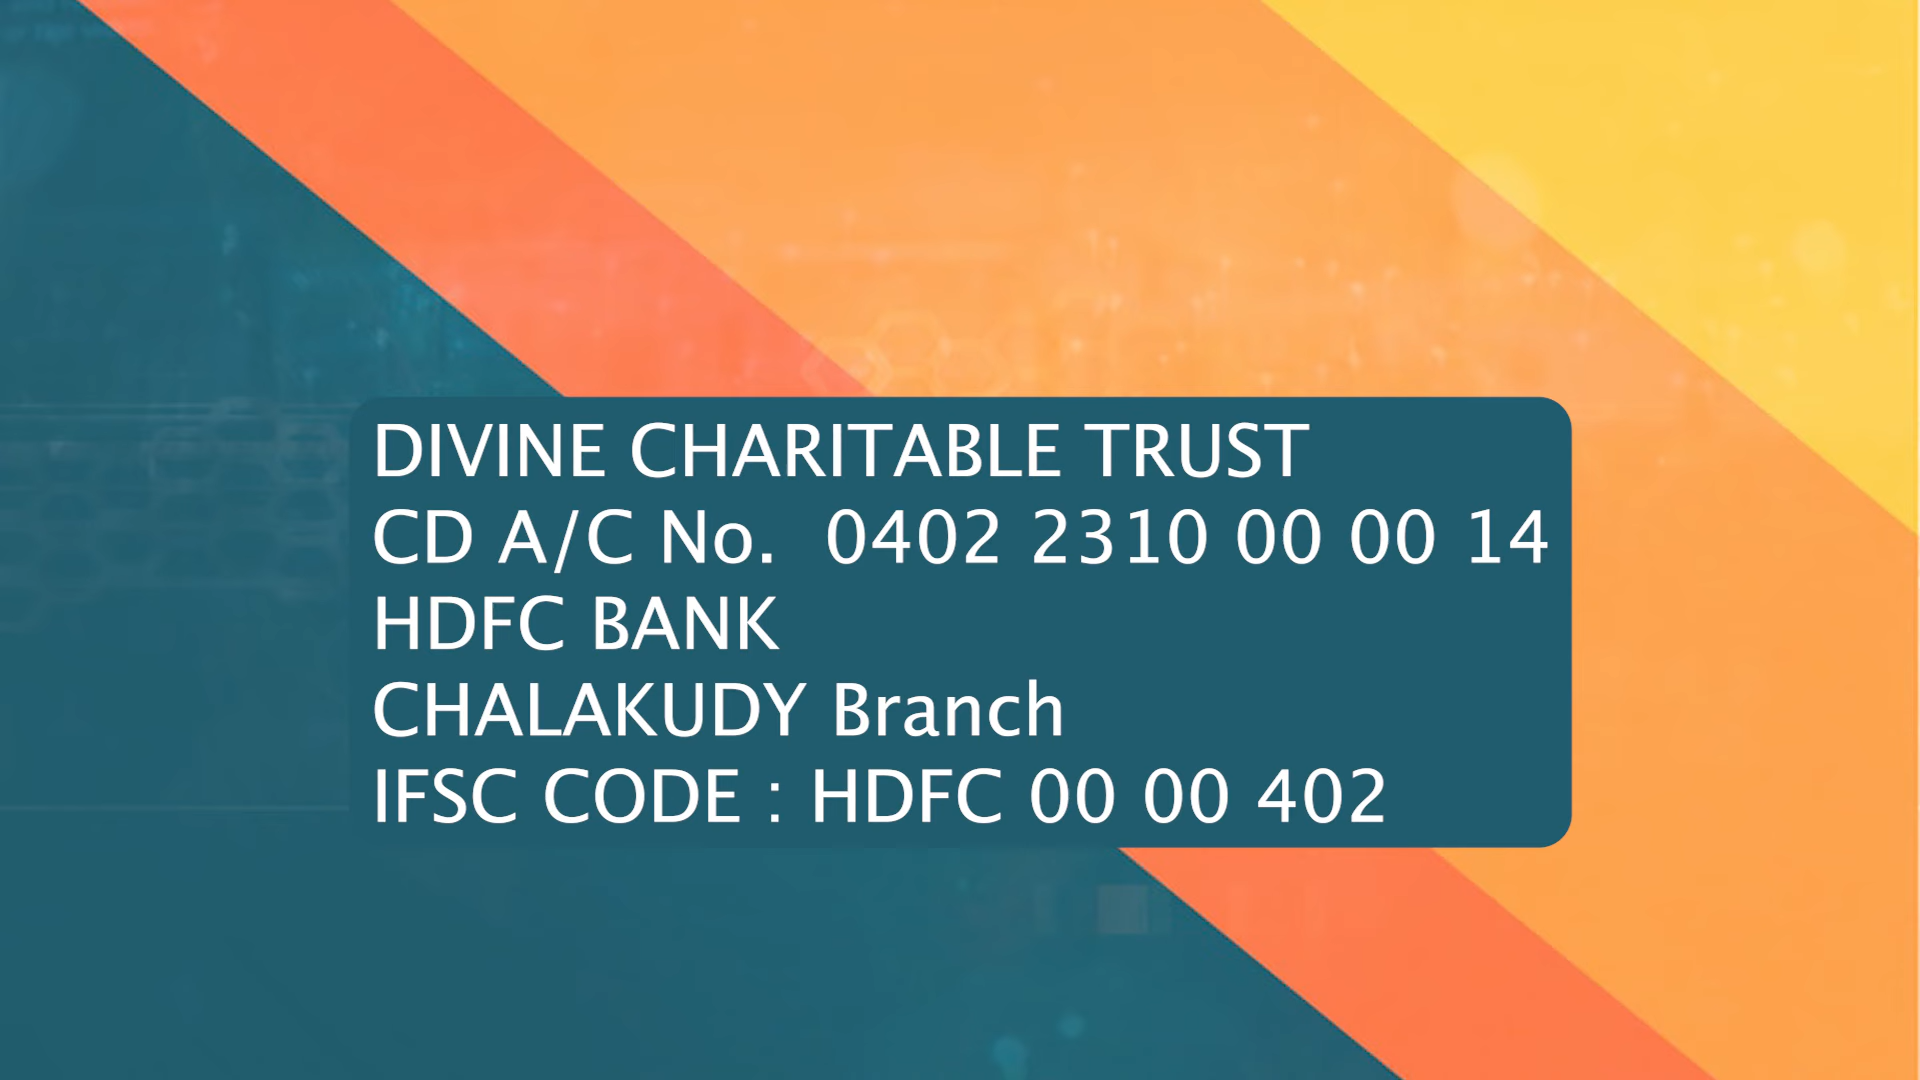 DIVINE CHARITABLE TRUST
CD A/C No.  0402 2310 00 00 14
HDFC BANK
CHALAKUDY Branch
IFSC CODE : HDFC 00 00 402